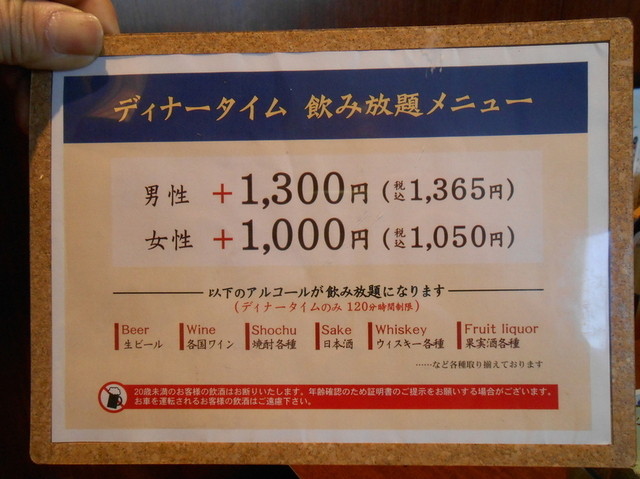 ディナータイム 飲み放題メニュー
男性 +1,300円(税込1,365円)
女性 +1,000円(税込1,050円)
以下のアルコールが飲み放題になります
(ディナータイムのみ 120分時間制限)
Beer Wine Shochu Sake Whiskey Fruit liquor
生ビール 各国ワイン 焼酎各種 日本酒 ウィスキー各種 果実酒各種
……など各種取り揃えております
20歳未満のお客様の飲酒はお断りいたします。年齢確認のため証明書のご提示をお願いする場合がございます。
お車を運転されるお客様の飲酒はご遠慮下さい。